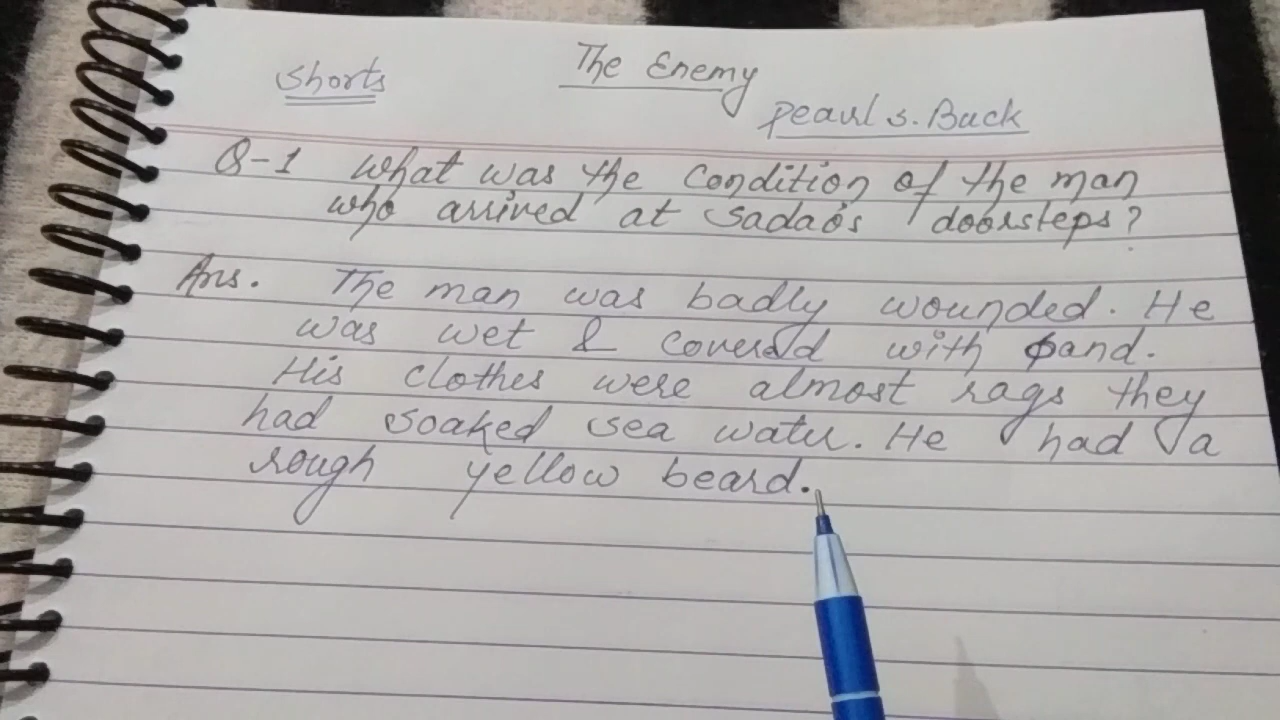 Shorts
The Enemy
Pearl S. Buck
Q-1 What was the condition of the man
who arrived at Sadao's doorsteps?
Ans. The man was badly wounded. He
was wet & covered with sand.
His clothes were almost rags they
had soaked sea water. He had a
rough yellow beard.